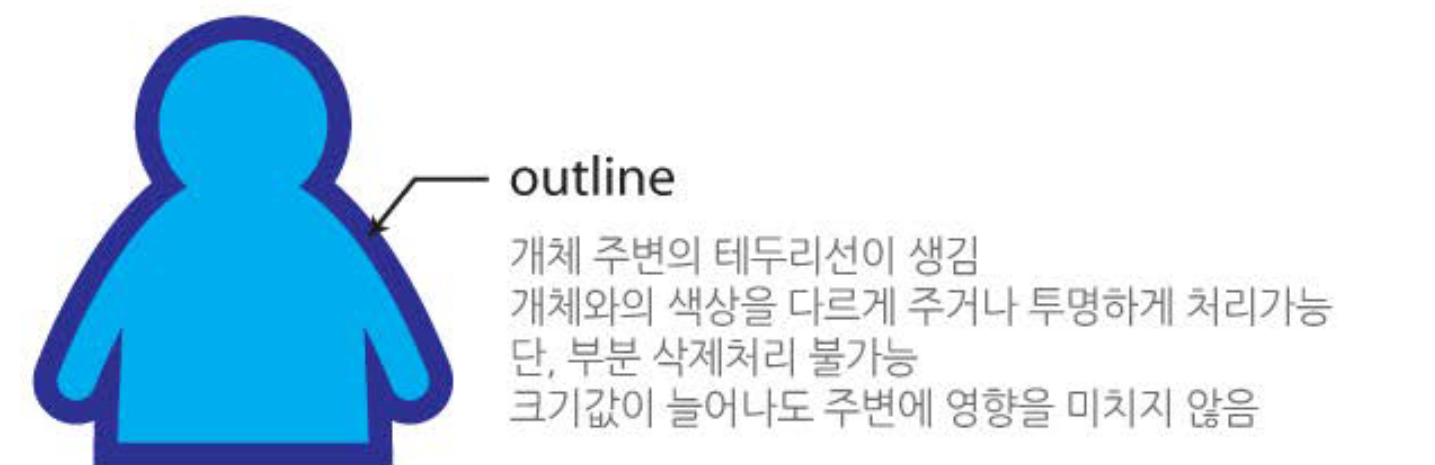 outline
개체 주변의 테두리선이 생김
개체와의 색상을 다르게 주거나 투명하게 처리가능
단, 부분 삭제처리 불가능
크기값이 늘어나도 주변에 영향을 미치지 않음